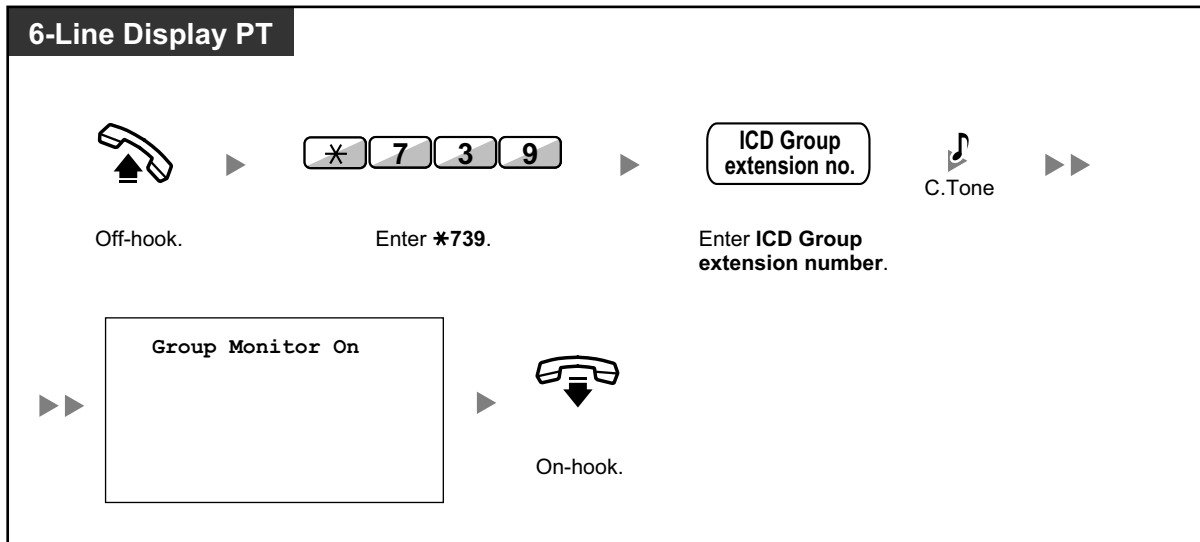 6-Line Display PT
✳ 7 3 9
ICD Group
extension no.
C.Tone
Off-hook.
Enter ✳739.
Enter ICD Group
extension number.
Group Monitor On
On-hook.